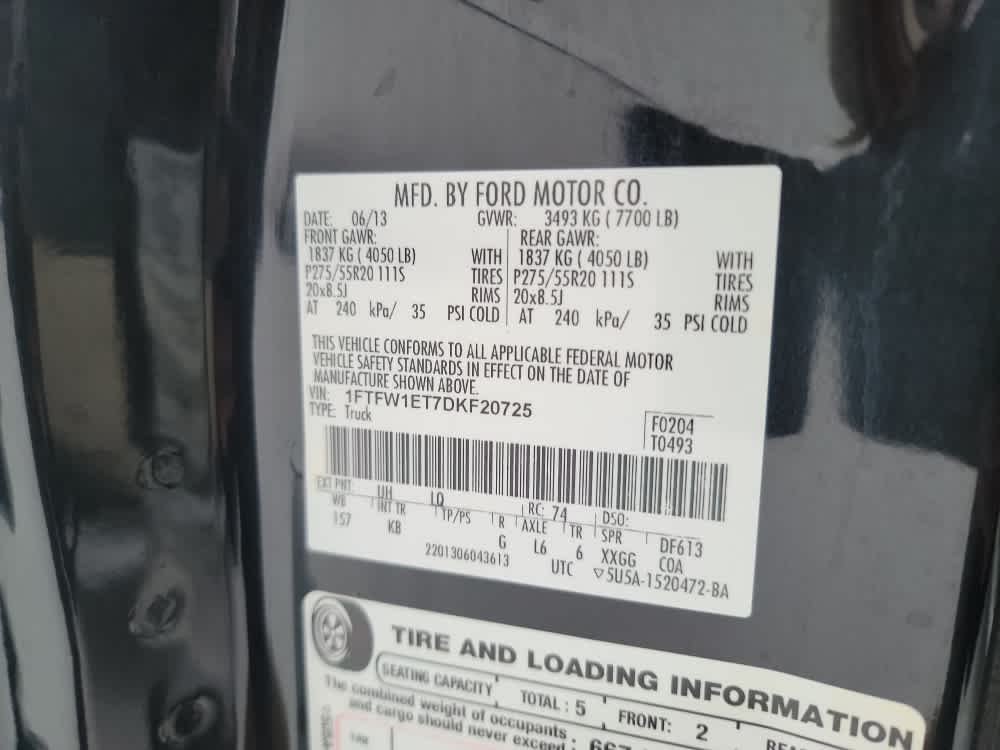 MFD. BY FORD MOTOR CO.
DATE: 06/13 GVWR: 3493 KG ( 7700 LB)
FRONT GAWR: REAR GAWR:
1837 KG ( 4050 LB) WITH 1837 KG ( 4050 LB) WITH
P275/55R20 111S TIRES P275/55R20 111S TIRES
20x8.5J RIMS 20x8.5J RIMS
AT 240 kPa/ 35 PSI COLD AT 240 kPa/ 35 PSI COLD
THIS VEHICLE CONFORMS TO ALL APPLICABLE FEDERAL MOTOR
VEHICLE SAFETY STANDARDS IN EFFECT ON THE DATE OF
MANUFACTURE SHOWN ABOVE.
VIN: 1FTFW1ET7DKF20725
TYPE: Truck
F0204
T0493
EXT PNT: UH LQ RC: 74 DSO:
WB INT TR TP/PS R AXLE TR SPR DF613
157 KB G L6 6 XXGG COA
2201306043613 UTC ▽5U5A-1520472-BA
TIRE AND LOADING INFORMATION
SEATING CAPACITY TOTAL : 5 FRONT: 2
The combined weight of occupants
and cargo should never exceed :